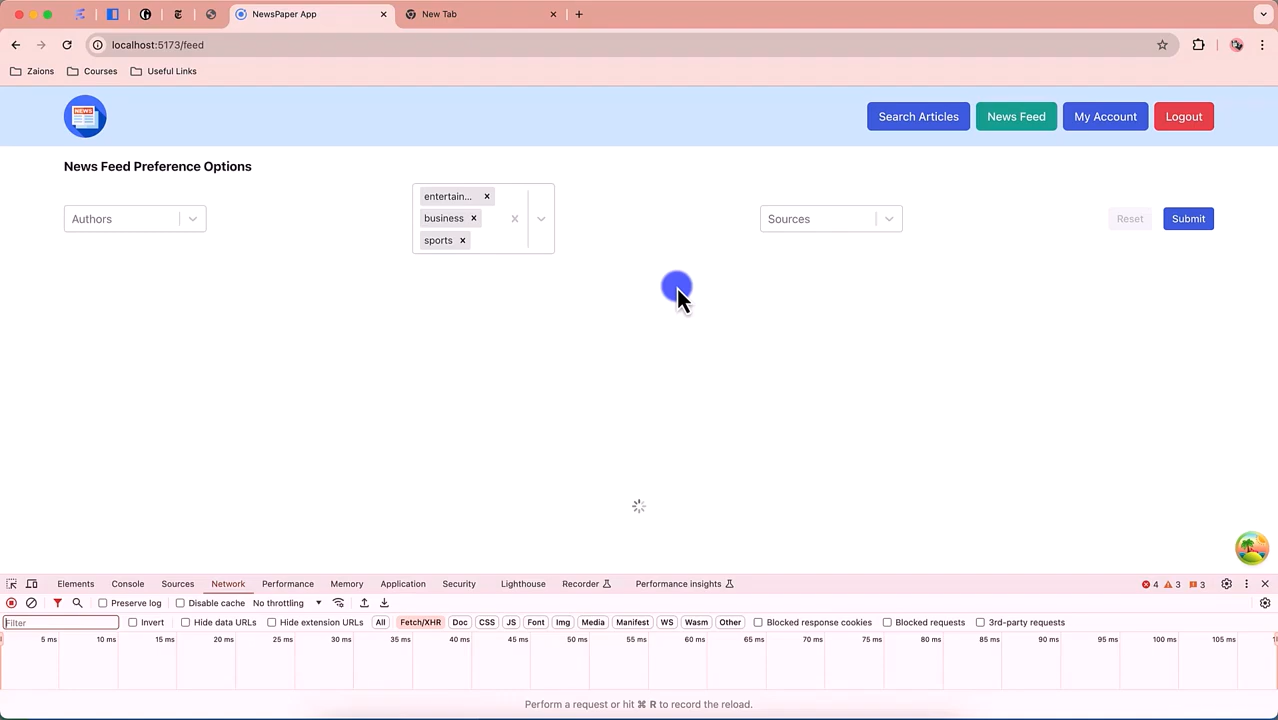 NewsPaper App
New Tab
localhost:5173/feed
Zaions
Courses
Useful Links
NEWS
Search Articles
News Feed
My Account
Logout
News Feed Preference Options
Authors
entertain...
business
sports
Sources
Reset
Submit
Elements
Console
Sources
Network
Performance
Memory
Application
Security
Lighthouse
Recorder
Performance insights
4
3
3
Preserve log
Disable cache
No throttling
Filter
Invert
Hide data URLs
Hide extension URLs
All
Fetch/XHR
Doc
CSS
JS
Font
Img
Media
Manifest
WS
Wasm
Other
Blocked response cookies
Blocked requests
3rd-party requests
5 ms
10 ms
15 ms
20 ms
25 ms
30 ms
35 ms
40 ms
45 ms
50 ms
55 ms
60 ms
65 ms
70 ms
75 ms
80 ms
85 ms
90 ms
95 ms
100 ms
105 ms
Perform a request or hit ⌘ R to record the reload.